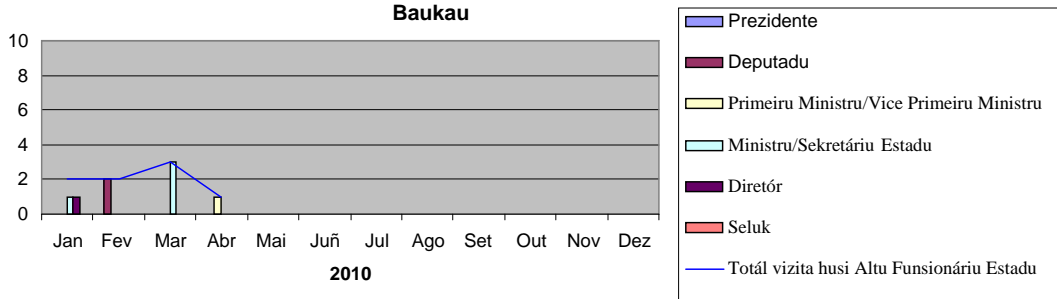 Baukau
10
8
6
4
2
0
Jan Fev Mar Abr Mai Juñ Jul Ago Set Out Nov Dez
2010
Prezidente
Deputadu
Primeiru Ministru/Vice Primeiru Ministru
Ministru/Sekretáriu Estadu
Diretór
Seluk
Totál vizita husi Altu Funsionáriu Estadu